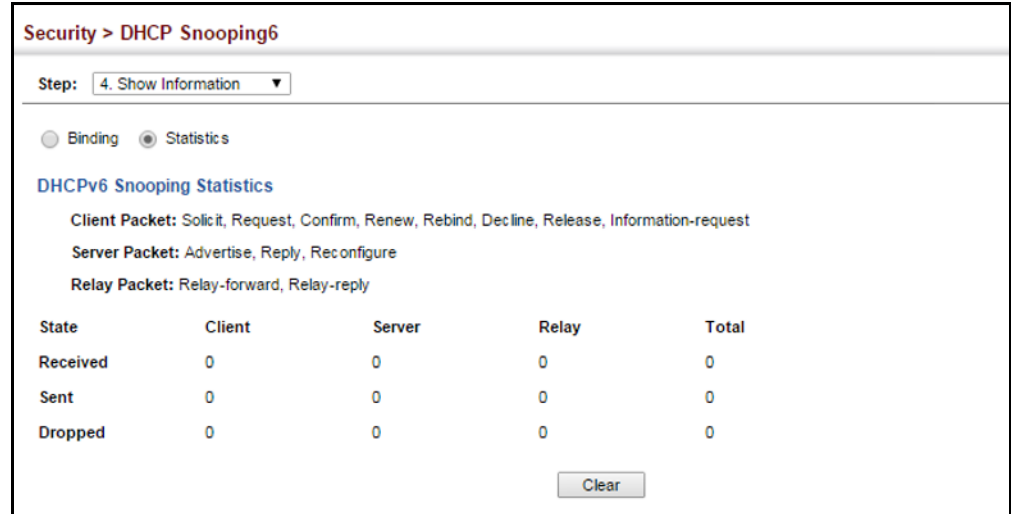 Security > DHCP Snooping6
Step: 4. Show Information
Binding Statistics
DHCPv6 Snooping Statistics
Client Packet: Solicit, Request, Confirm, Renew, Rebind, Decline, Release, Information-request
Server Packet: Advertise, Reply, Reconfigure
Relay Packet: Relay-forward, Relay-reply
State Client Server Relay Total
Received 0 0 0 0
Sent 0 0 0 0
Dropped 0 0 0 0
Clear